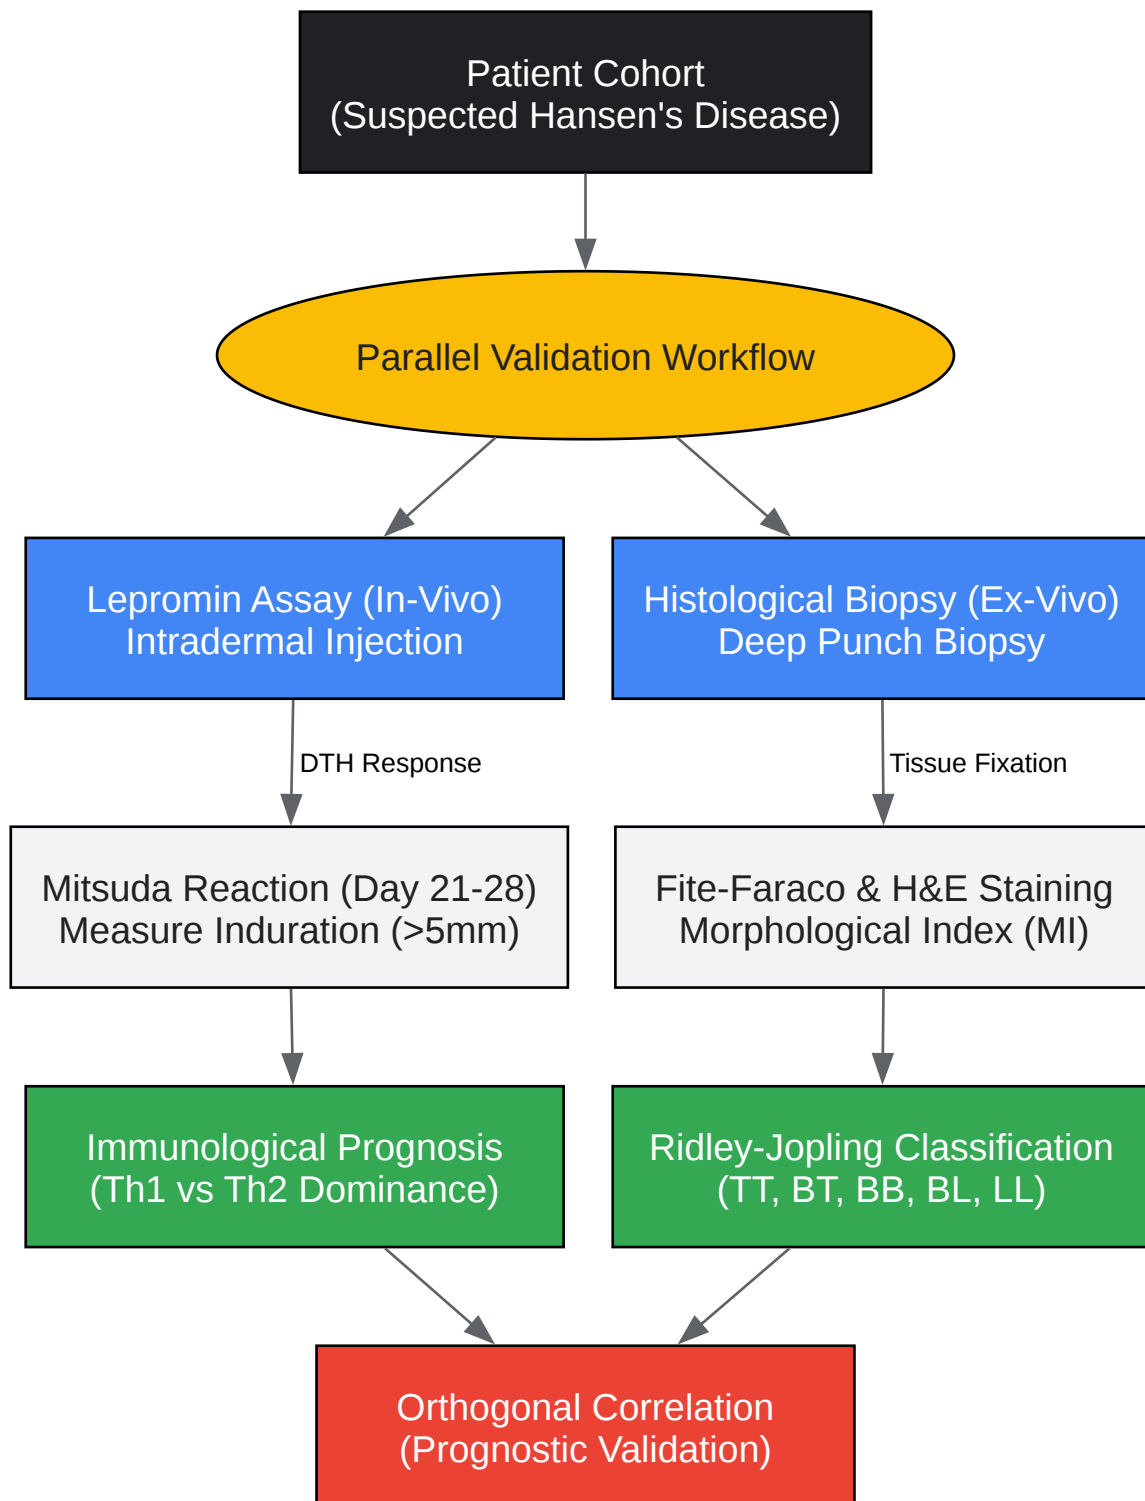 Patient Cohort
(Suspected Hansen's Disease)
Parallel Validation Workflow
Lepromin Assay (In-Vivo)
Intradermal Injection
Histological Biopsy (Ex-Vivo)
Deep Punch Biopsy
DTH Response
Tissue Fixation
Mitsuda Reaction (Day 21-28)
Measure Induration (>5mm)
Fite-Faraco & H&E Staining
Morphological Index (MI)
Immunological Prognosis
(Th1 vs Th2 Dominance)
Ridley-Jopling Classification
(TT, BT, BB, BL, LL)
Orthogonal Correlation
(Prognostic Validation)